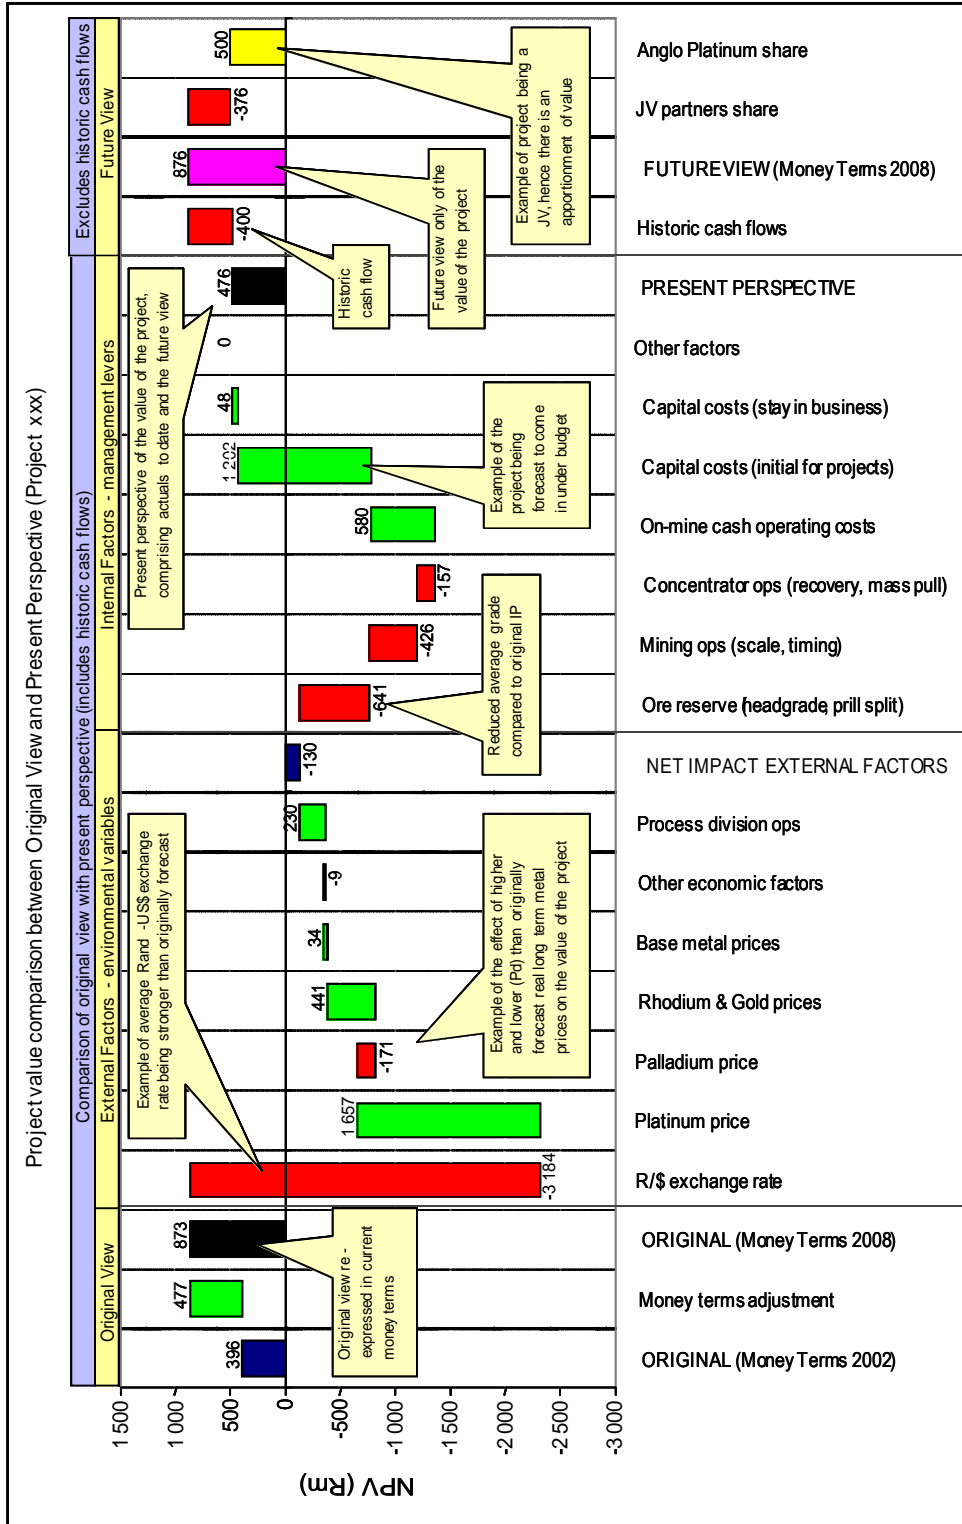 Project value comparison between Original View and Present Perspective (Project xxx)
Comparison of original view with present perspective (includes historic cash flows)
Excludes historic cash flows
Original View
External Factors - environmental variables
Internal Factors - management levers
Future View
NPV (Rm)
1 500
1 000
500
0
-500
-1 000
-1 500
-2 000
-2 500
-3 000
396
477
873
-3 184
1 657
-171
441
34
-9
230
-130
-641
-426
-157
580
1 202
48
0
476
-400
876
-376
500
Original view re -
expressed in current
money terms
Example of average Rand -US$ exchange
rate being stronger than originally forecast
Example of the effect of higher
and lower (Pd) than originally
forecast real long term metal
prices on the value of the project
Reduced average grade
compared to original IP
Example of the
project being
forecast to come
in under budget
Present perspective of the value of the project,
comprising actuals to date and the future view
Historic
cash flow
Future view only of the
value of the project
Example of project being a
JV, hence there is an
apportionment of value
ORIGINAL (Money Terms 2002)
Money terms adjustment
ORIGINAL (Money Terms 2008)
R/$ exchange rate
Platinum price
Palladium price
Rhodium & Gold prices
Base metal prices
Other economic factors
Process division ops
NET IMPACT EXTERNAL FACTORS
Ore reserve (headgrade, prill split)
Mining ops (scale, timing)
Concentrator ops (recovery, mass pull)
On-mine cash operating costs
Capital costs (initial for projects)
Capital costs (stay in business)
Other factors
PRESENT PERSPECTIVE
Historic cash flows
FUTURE VIEW (Money Terms 2008)
JV partners share
Anglo Platinum share